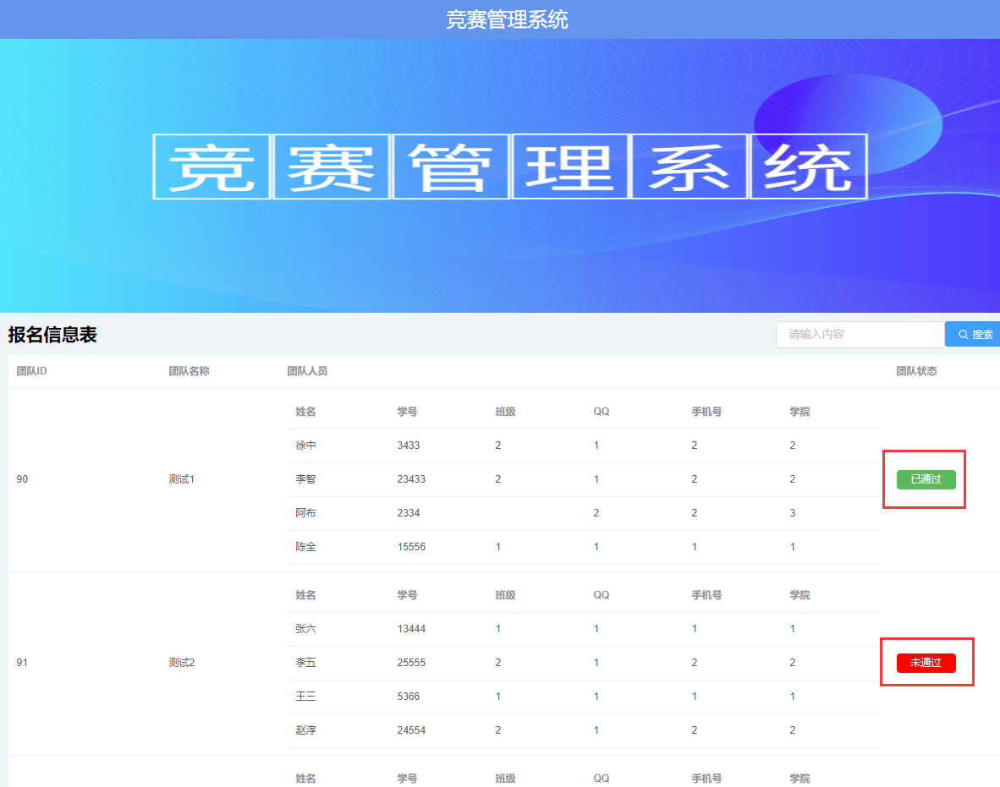 竞赛管理系统
竞赛管理系统
报名信息表
请输入内容
搜索
团队ID 团队名称 团队人员 团队状态
姓名 学号 班级 QQ 手机号 学院
徐中 3433 2 1 2 2
90 测试1 李智 23433 2 1 2 2 已通过
阿布 2334 2 2 3
陈全 15556 1 1 1 1
姓名 学号 班级 QQ 手机号 学院
张六 13444 1 1 1 1
91 测试2 李五 25555 2 1 2 2 未通过
王三 5366 1 1 1 1
赵淳 24554 2 1 2 2
姓名 学号 班级 QQ 手机号 学院